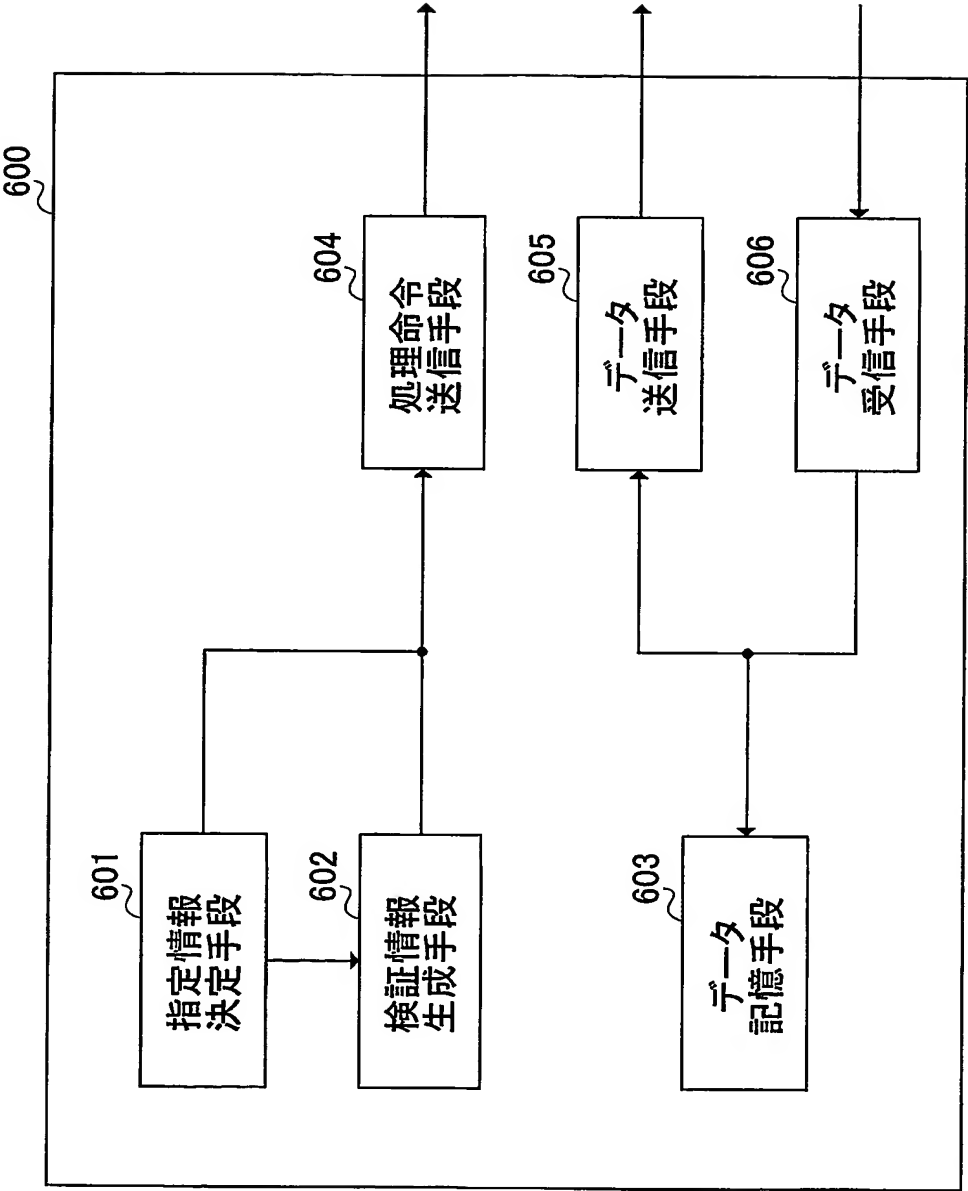 600
601
指定情報
決定手段
602
検証情報
生成手段
603
データ
記憶手段
604
処理命令
送信手段
605
データ
送信手段
606
データ
受信手段